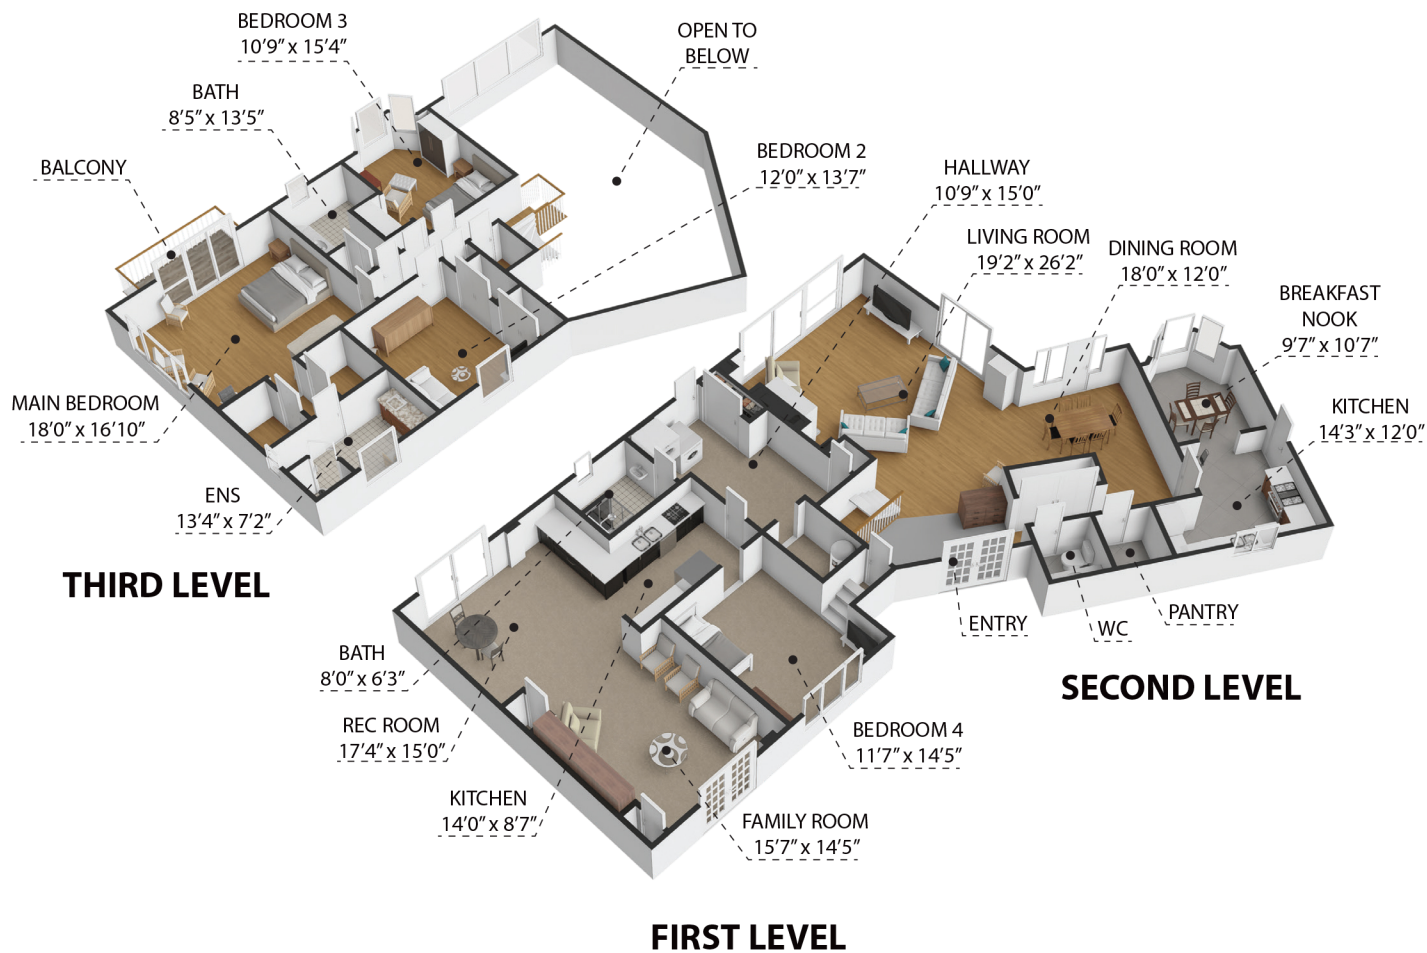 BEDROOM 3
10’9” x 15’4”
OPEN TO
BELOW
BATH
8’5” x 13’5”
BALCONY
BEDROOM 2
12’0” x 13’7”
HALLWAY
10’9” x 15’0”
LIVING ROOM
19’2” x 26’2”
DINING ROOM
18’0” x 12’0”
BREAKFAST
NOOK
9’7” x 10’7”
MAIN BEDROOM
18’0” x 16’10”
KITCHEN
14’3” x 12’0”
ENS
13’4” x 7’2”
THIRD LEVEL
ENTRY
WC
PANTRY
SECOND LEVEL
BATH
8’0” x 6’3”
REC ROOM
17’4” x 15’0”
BEDROOM 4
11’7” x 14’5”
KITCHEN
14’0” x 8’7”
FAMILY ROOM
15’7” x 14’5”
FIRST LEVEL